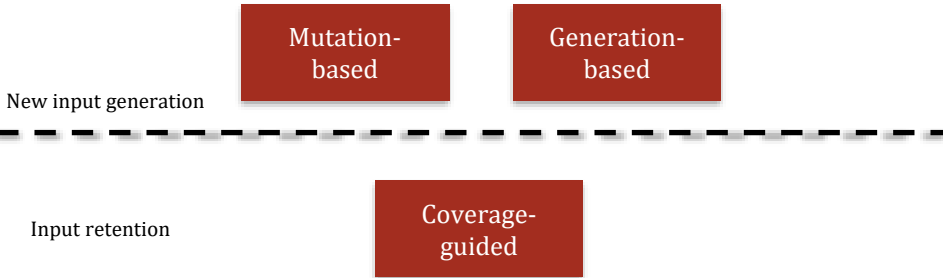 Mutation-
based
Generation-
based
New input generation
Coverage-
guided
Input retention